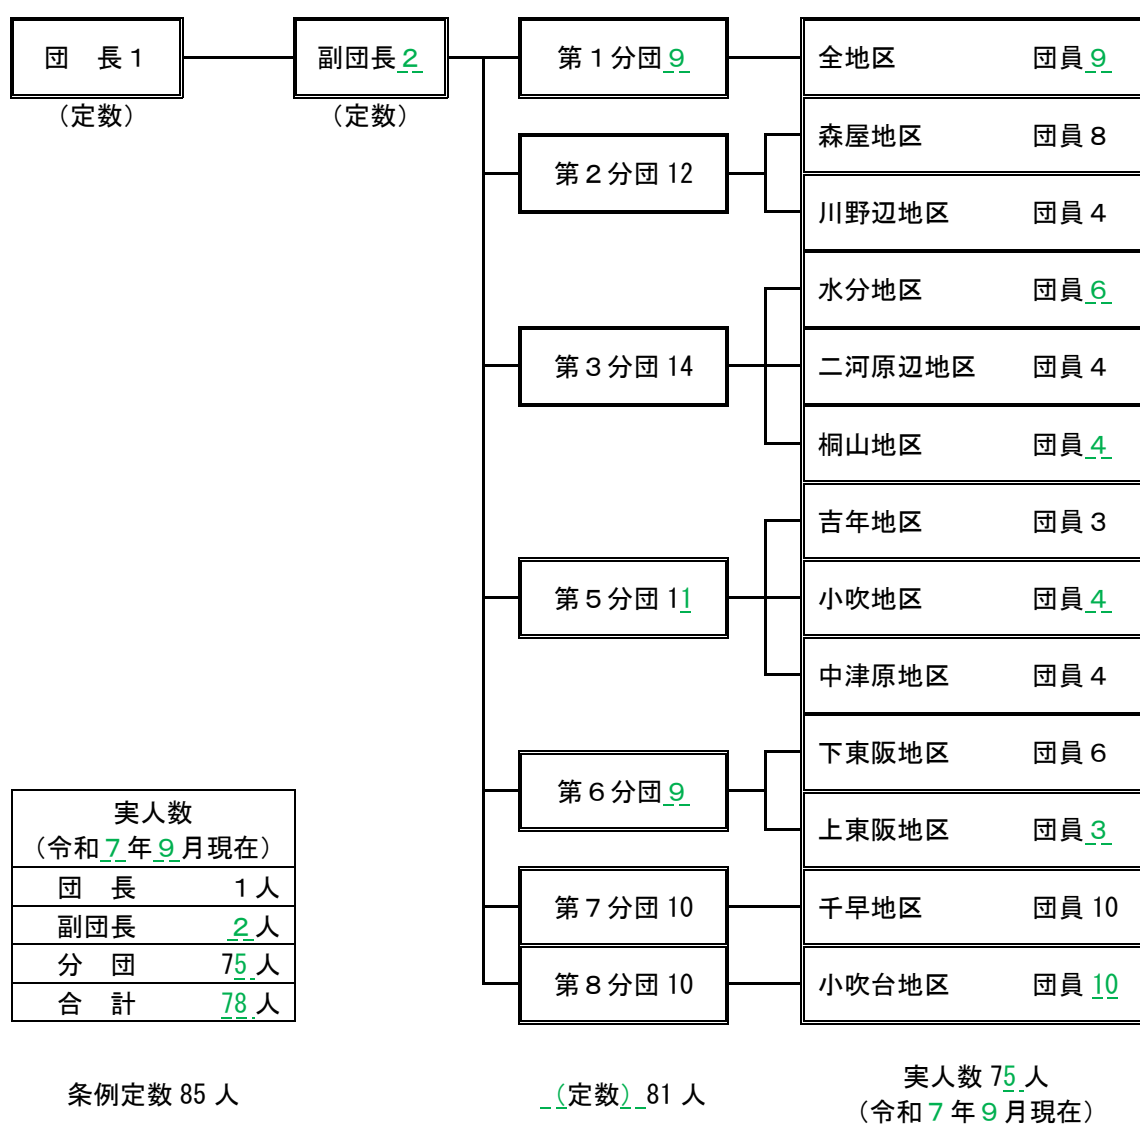 団　長１
（定数）
副団長２
（定数）
第１分団９
全地区　団員９
第２分団 12
森屋地区　団員８
川野辺地区　団員４
第３分団 14
水分地区　団員６
二河原辺地区　団員４
桐山地区　団員４
第５分団 11
吉年地区　団員３
小吹地区　団員４
中津原地区　団員４
第６分団９
下東阪地区　団員６
上東阪地区　団員３
第７分団 10
千早地区　団員 10
第８分団 10
小吹台地区　団員 10
実人数
（令和７年９月現在）
団　長　１人
副団長　２人
分　団　75 人
合　計　78 人
条例定数 85 人
（定数）81 人
実人数 75 人
（令和７年９月現在）